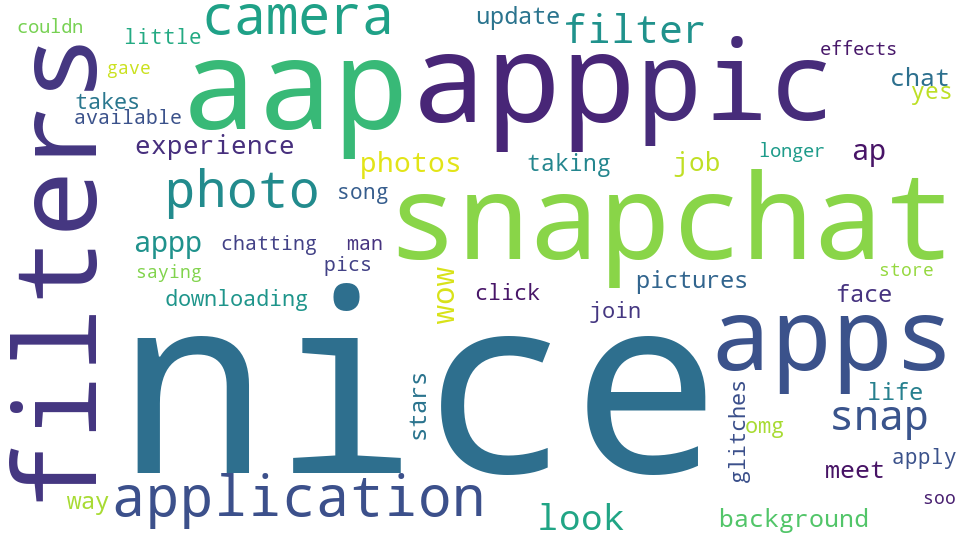 couldn
camera
update
filter
little
effects
gave
aap
app
pic
chat
yes
takes
available
filters
experience
photos
taking
job
longer
ap
photo
song
snapchat
appp
chatting
man
saying
pics
store
downloading
wow
click
pictures
face
join
nice
apps
stars
glitches
life
snap
omg
apply
meet
way
application
soo
look
background